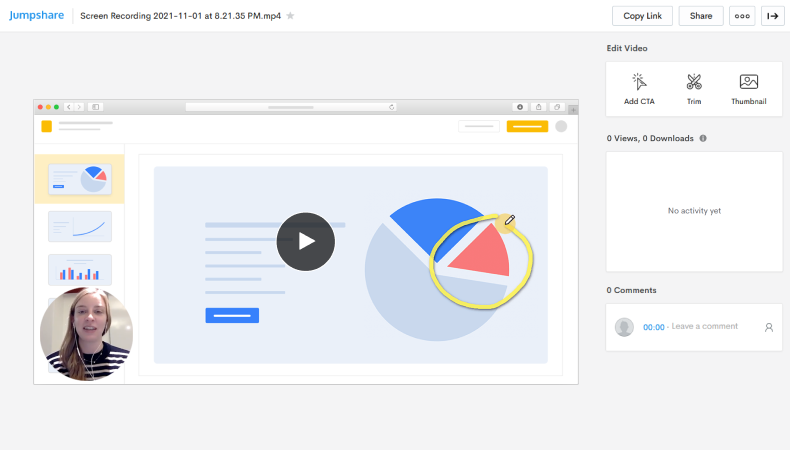 Jumpshare
Screen Recording 2021-11-01 at 8.21.35 PM.mp4
Copy Link
Share
Edit Video
Add CTA
Trim
Thumbnail
0 Views, 0 Downloads
No activity yet
0 Comments
00:00 - Leave a comment